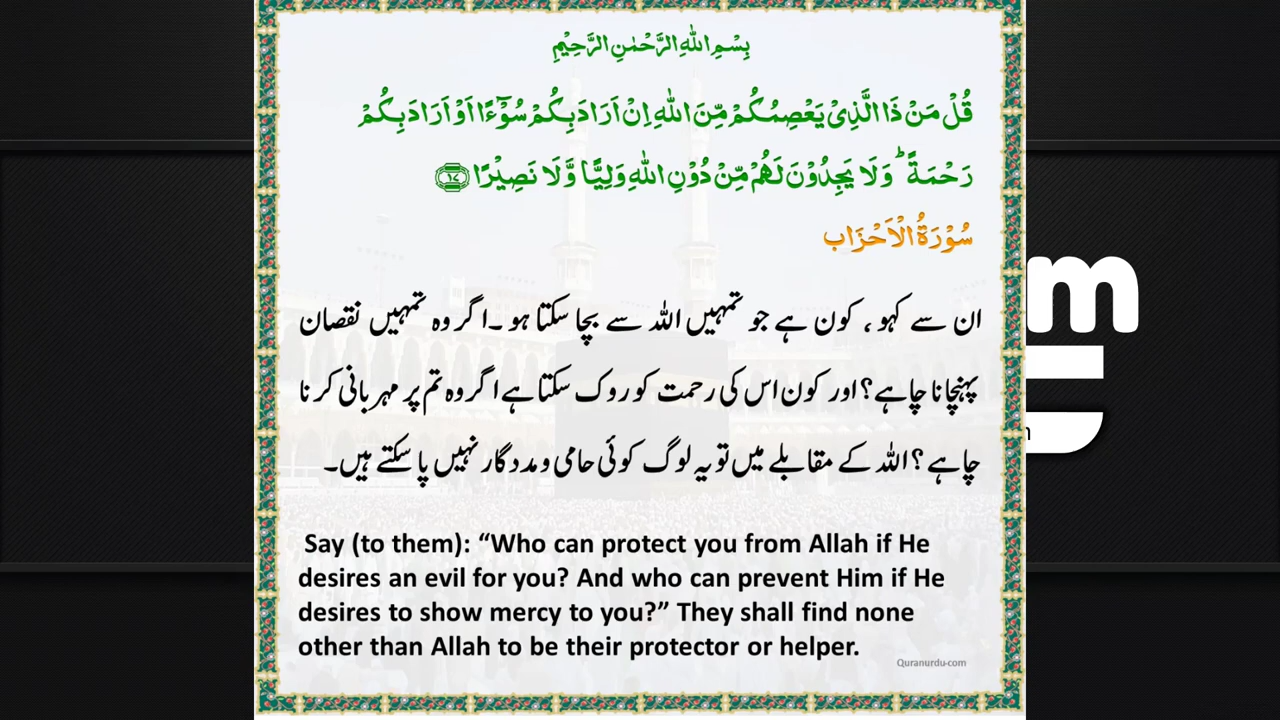 بِسْمِ اللهِ الرَّحْمٰنِ الرَّحِيْمِ
قُلْ مَنْ ذَا الَّذِىْ يَعْصِمُكُمْ مِّنَ اللّٰهِ اِنْ اَرَادَ بِكُمْ سُوْٓءًا اَوْ اَرَادَ بِكُمْ
رَحْمَةً ؕ وَلَا يَجِدُوْنَ لَهُمْ مِّنْ دُوْنِ اللّٰهِ وَلِيًّا وَّلَا نَصِيْرًا ۝۱۷
سُوْرَةُ الْاَحْزَاب
ان سے کہو ، کون ہے جو تمہیں اللہ سے بچا سکتا ہو ۔ اگر وہ تمہیں نقصان
پہنچانا چاہے؟ اور کون اس کی رحمت کو روک سکتا ہے اگر وہ تم پر مہربانی کرنا
چاہے ؟ اللہ کے مقابلے میں تو یہ لوگ کوئی حامی و مددگار نہیں پا سکتے ہیں۔
Say (to them): “Who can protect you from Allah if He
desires an evil for you? And who can prevent Him if He
desires to show mercy to you?” They shall find none
other than Allah to be their protector or helper.
Quranurdu-com
m